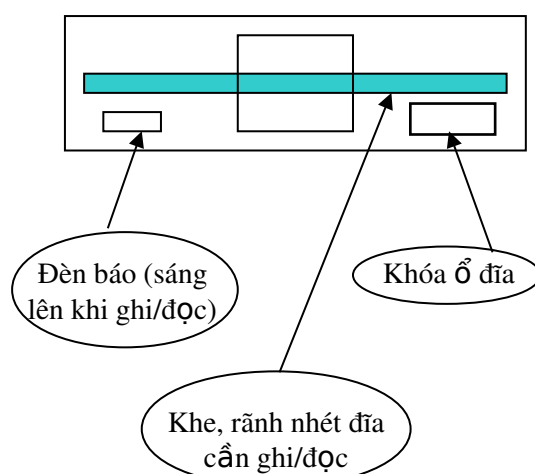 Đèn báo (sáng
lên khi ghi/đọc)
Khóa ổ đĩa
Khe, rãnh nhét đĩa
cần ghi/đọc